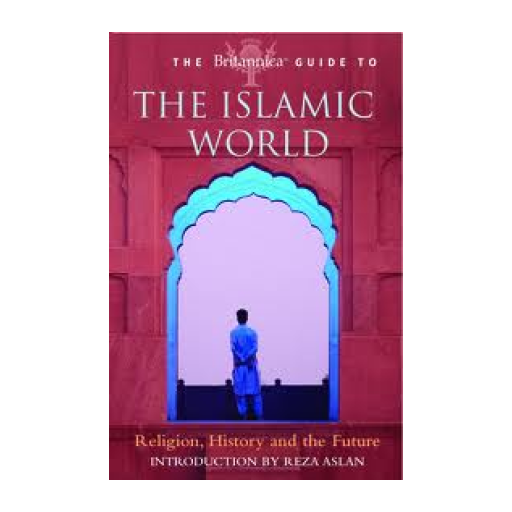 THE Britannica GUIDE TO
THE ISLAMIC
WORLD
Religion, History and the Future
INTRODUCTION BY REZA ASLAN